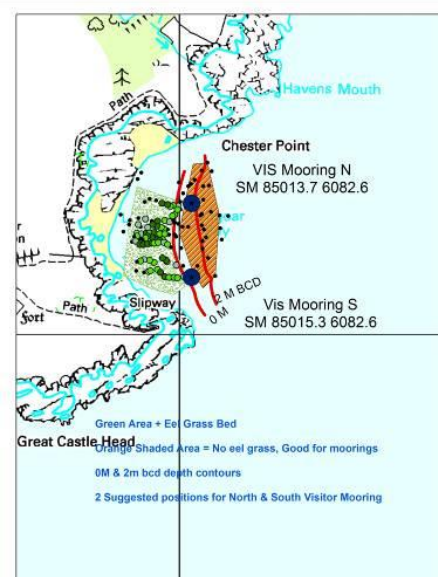 Path
Havens Mouth
Chester Point
VIS Mooring N
SM 85013.7 6082.6
2 M BCD
0 M
Slipway
Vis Mooring S
SM 85015.3 6082.6
Path
fort
Green Area + Eel Grass Bed
Great Castle Head
Orange Shaded Area = No eel grass, Good for moorings
0M & 2m bcd depth contours
2 Suggested positions for North & South Visitor Mooring